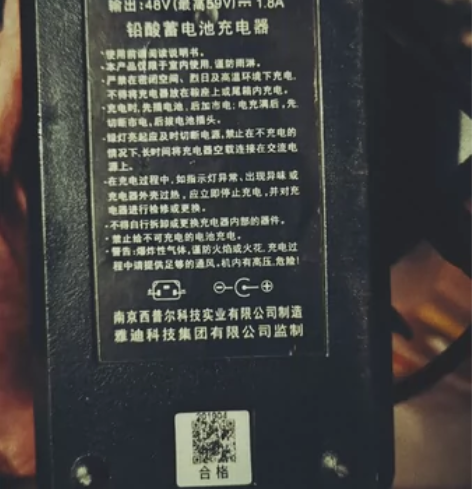 输出:48V(最高59V)⎓1.8A
铅酸蓄电池充电器
·使用前请阅读说明书。
·本产品仅用于室内使用,谨防雨淋。
·严禁在密闭空间、烈日及高温环境下充电,
不得将充电器放在鞍座上或尾箱内充电。
·充电时,先插电池,后加市电;电充满后,先
切断市电,后拔电池插头。
·绿灯亮起应及时切断电源,禁止在不充电的
情况下,长时间将充电器空载连接在交流电
源上。
·在充电过程中,如指示灯异常、出现异味或
充电器外壳过热,应立即停止充电,并对充
电器进行检修或更换。
·不得自行拆卸或更换充电器内部的器件。
·禁止给不可充电的电池充电。
·警告:爆炸性气体,谨防火焰或火花,充电过
程中请提供足够的通风,机内有高压,危险!
南京西普尔科技实业有限公司制造
雅迪科技集团有限公司监制
合格